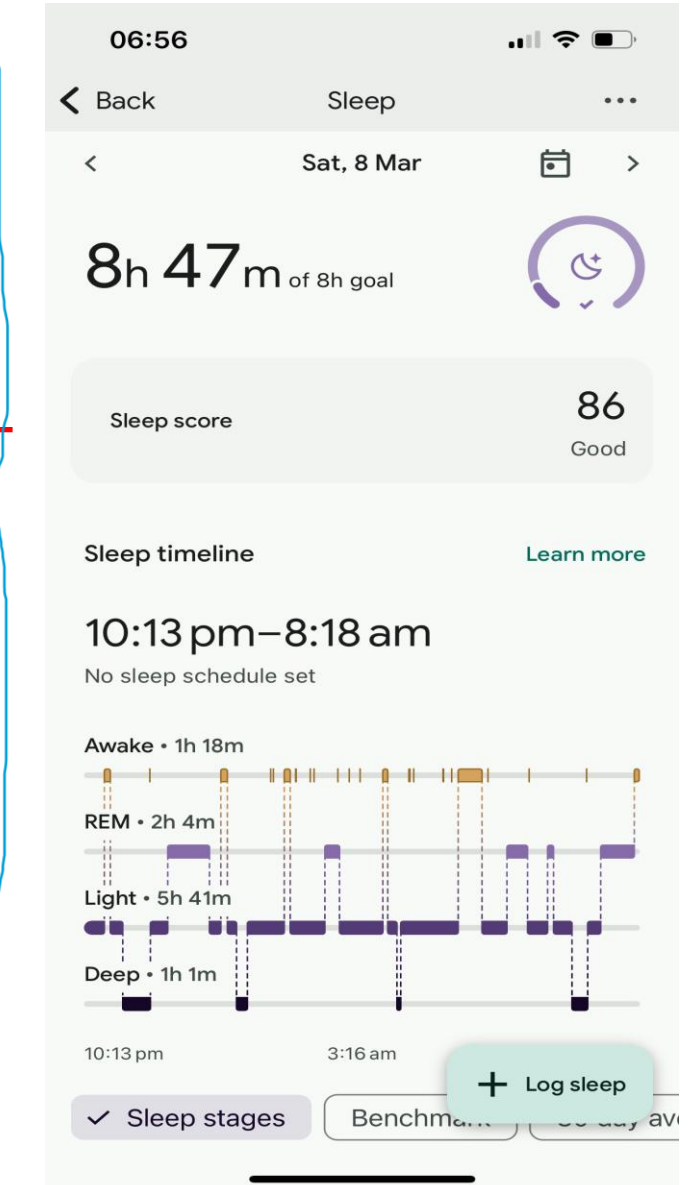 06:56
Back Sleep
Sat, 8 Mar
8h 47m of 8h goal
Sleep score 86
Good
Sleep timeline Learn more
10:13 pm–8:18 am
No sleep schedule set
Awake • 1h 18m
REM • 2h 4m
Light • 5h 41m
Deep • 1h 1m
10:13 pm 3:16 am
+ Log sleep
Sleep stages